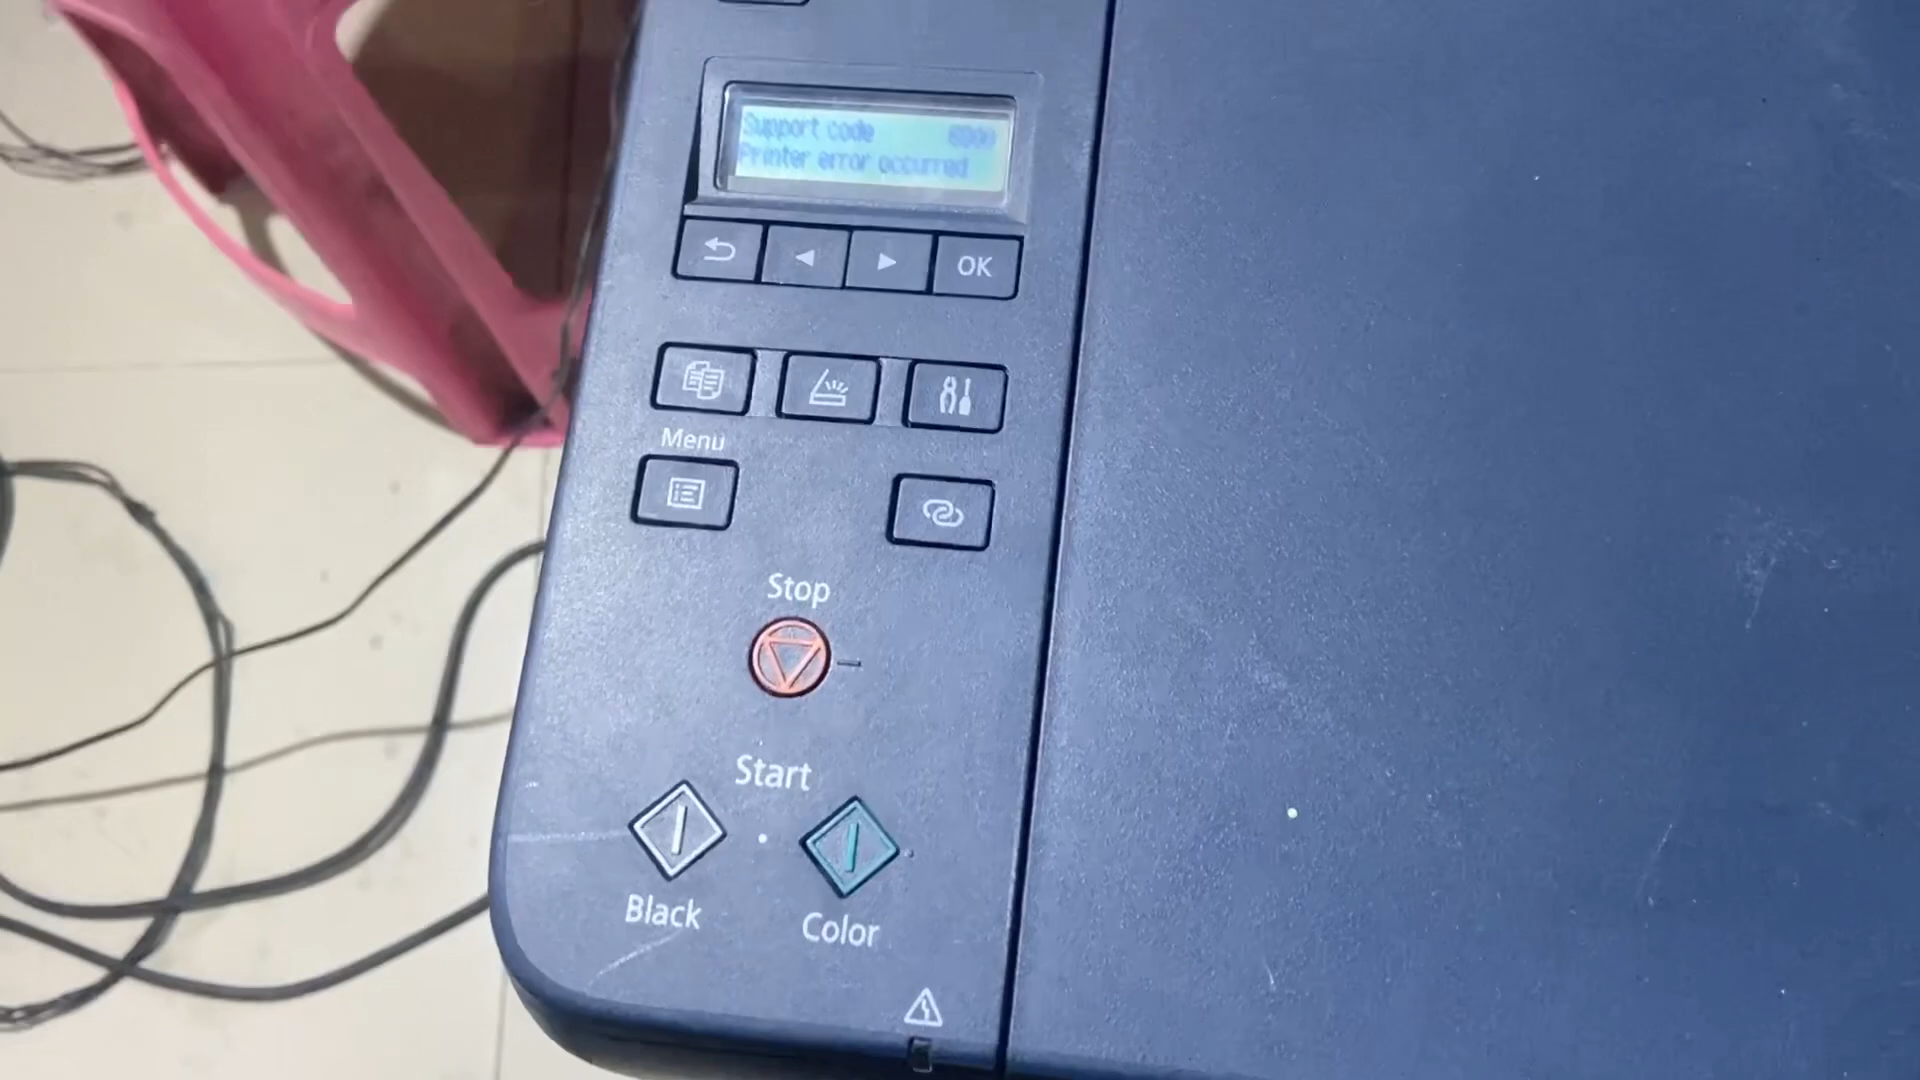 Support code
Printer error occurred
OK
Menu
Stop
Start
Black
Color